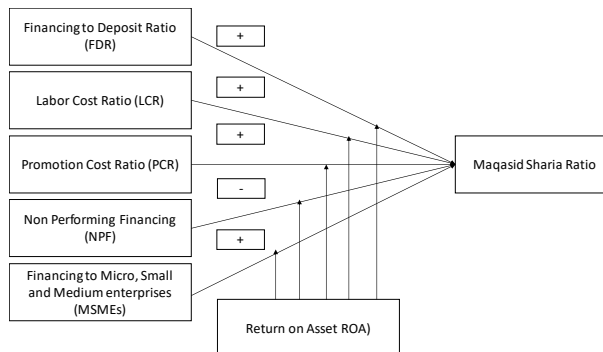 Financing to Deposit Ratio
(FDR)
+
+
Labor Cost Ratio (LCR)
+
Promotion Cost Ratio (PCR)
Maqasid Sharia Ratio
-
Non Performing Financing
(NPF)
+
Financing to Micro, Small
and Medium enterprises
(MSMEs)
Return on Asset ROA)